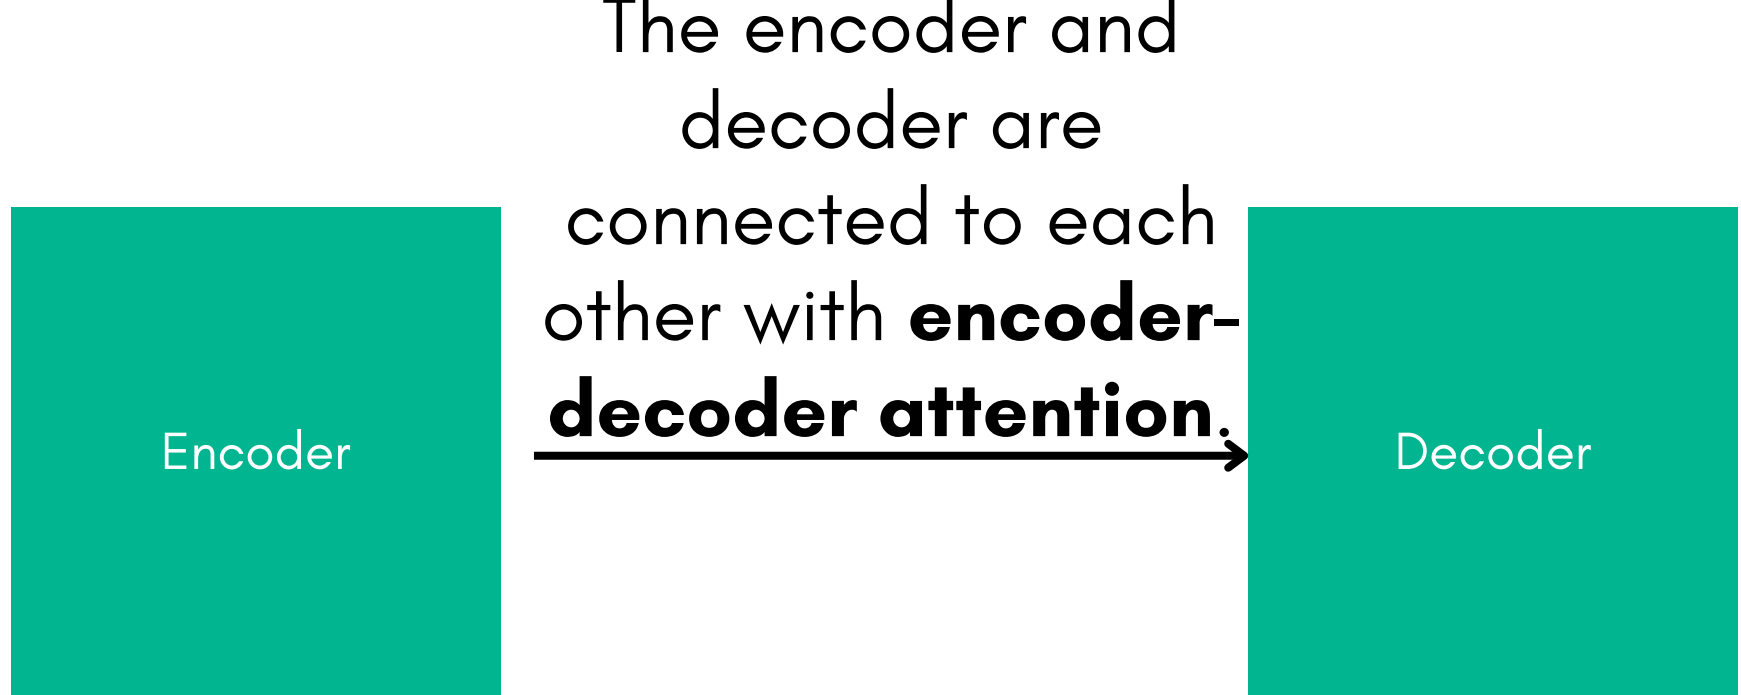 The encoder and
decoder are
connected to each
other with encoder-
decoder attention.
Encoder
Decoder